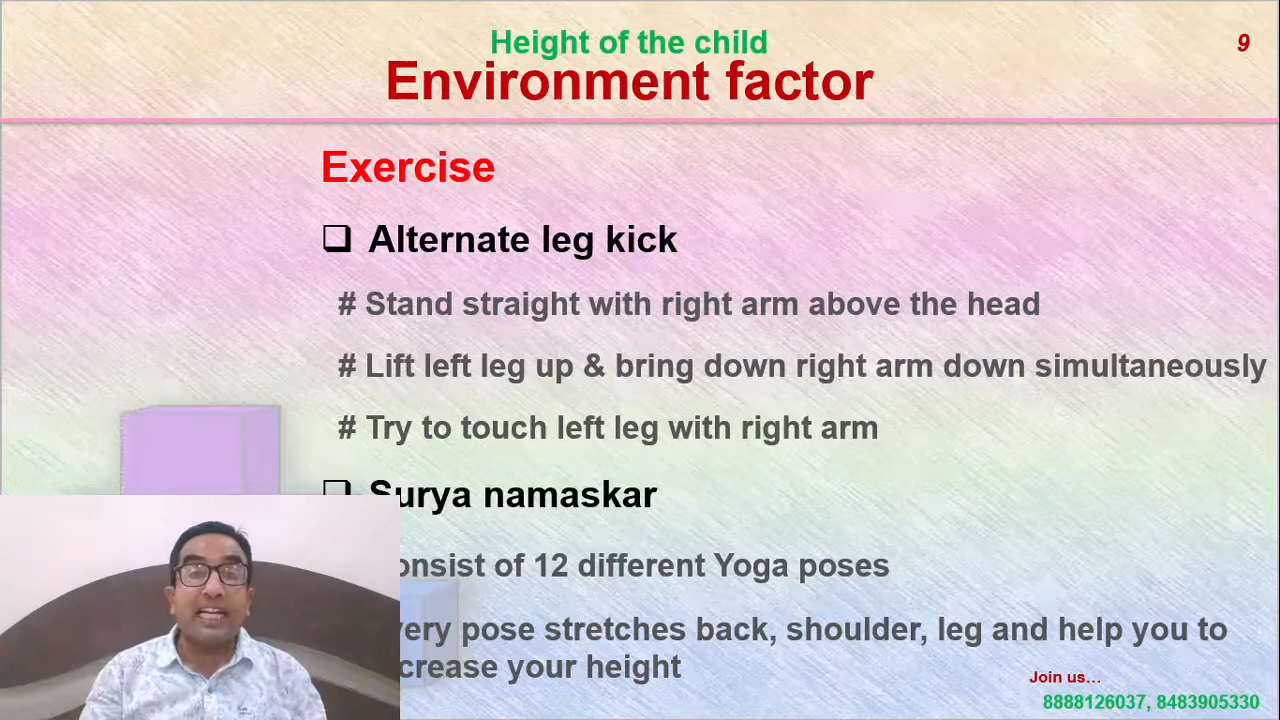 Height of the child
Environment factor
9
Exercise
❑ Alternate leg kick
# Stand straight with right arm above the head
# Lift left leg up & bring down right arm down simultaneously
# Try to touch left leg with right arm
❑ Surya namaskar
onsist of 12 different Yoga poses
very pose stretches back, shoulder, leg and help you to
crease your height
Join us...
8888126037, 8483905330